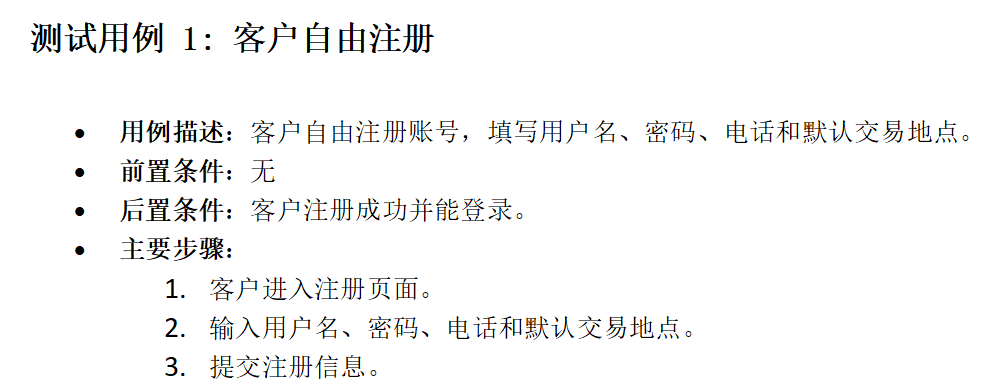 测试用例 1: 客户自由注册
• 用例描述：客户自由注册账号，填写用户名、密码、电话和默认交易地点。
• 前置条件：无
• 后置条件：客户注册成功并能登录。
• 主要步骤：
1. 客户进入注册页面。
2. 输入用户名、密码、电话和默认交易地点。
3. 提交注册信息。